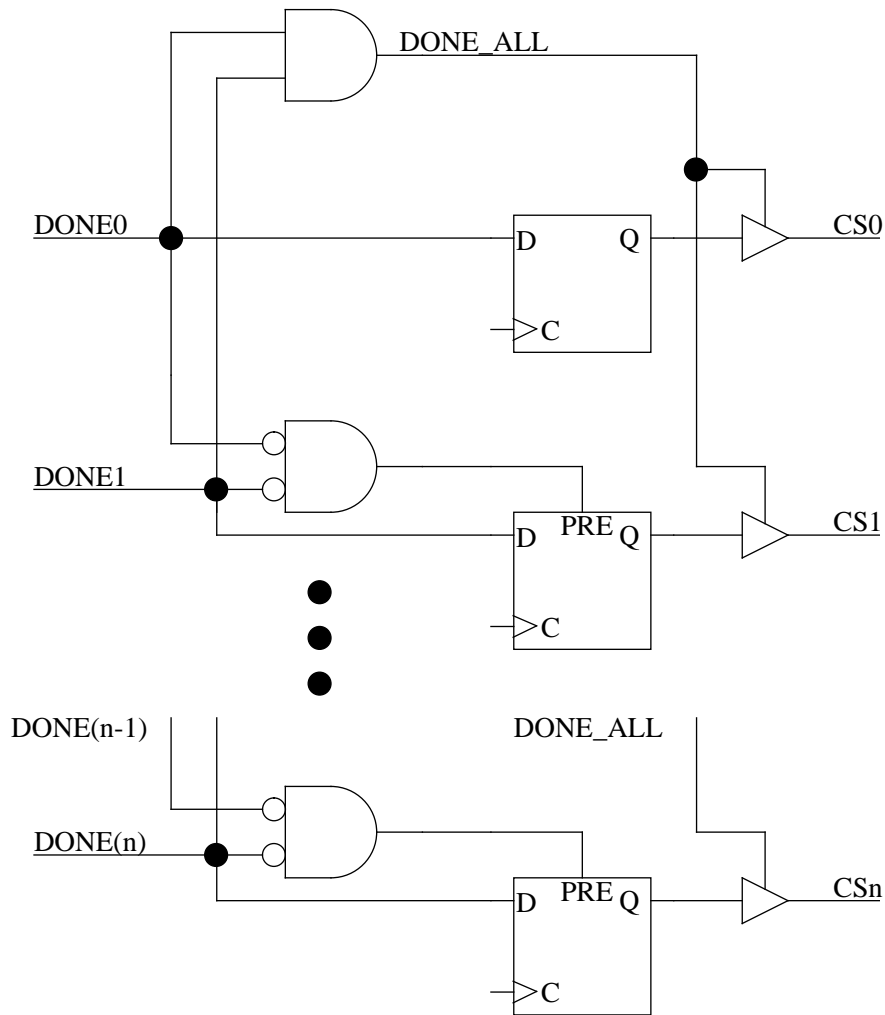 DONE_ALL
DONE0
D
Q
CS0
C
DONE1
D
PRE
Q
CS1
C
DONE(n-1)
DONE_ALL
DONE(n)
D
PRE
Q
CSn
C